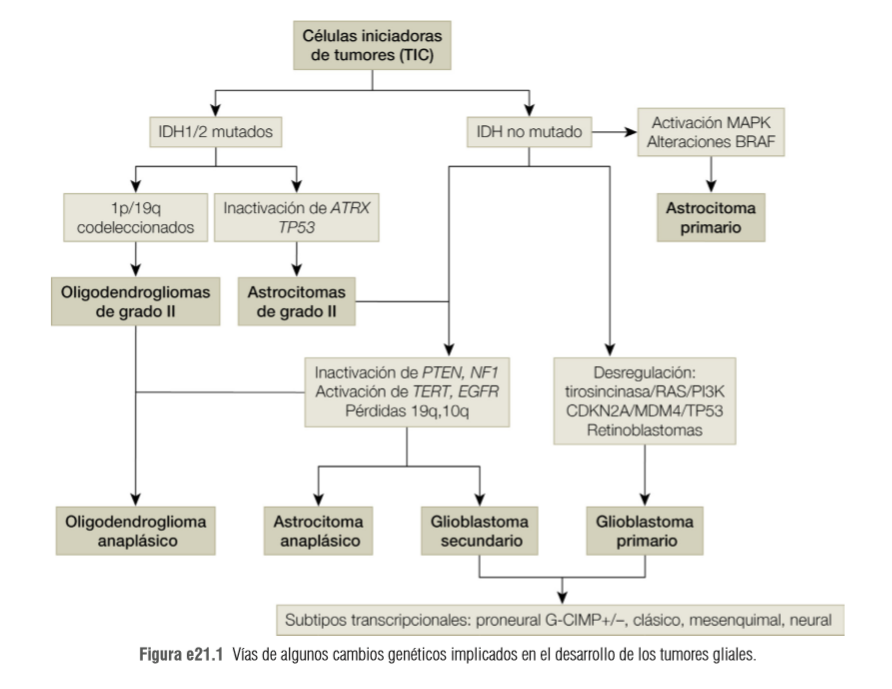 Células iniciadoras
de tumores (TIC)
IDH1/2 mutados
IDH no mutado
Activación MAPK
Alteraciones BRAF
1p/19q
codeleccionados
Inactivación de ATRX
TP53
Astrocitoma
primario
Oligodendrogliomas
de grado II
Astrocitomas
de grado II
Inactivación de PTEN, NF1
Activación de TERT, EGFR
Pérdidas 19q,10q
Desregulación:
tirosincinasa/RAS/PI3K
CDKN2A/MDM4/TP53
Retinoblastomas
Oligodendroglioma
anaplásico
Astrocitoma
anaplásico
Glioblastoma
secundario
Glioblastoma
primario
Subtipos transcripcionales: proneural G-CIMP+/–, clásico, mesenquimal, neural
Figura e21.1 Vías de algunos cambios genéticos implicados en el desarrollo de los tumores gliales.